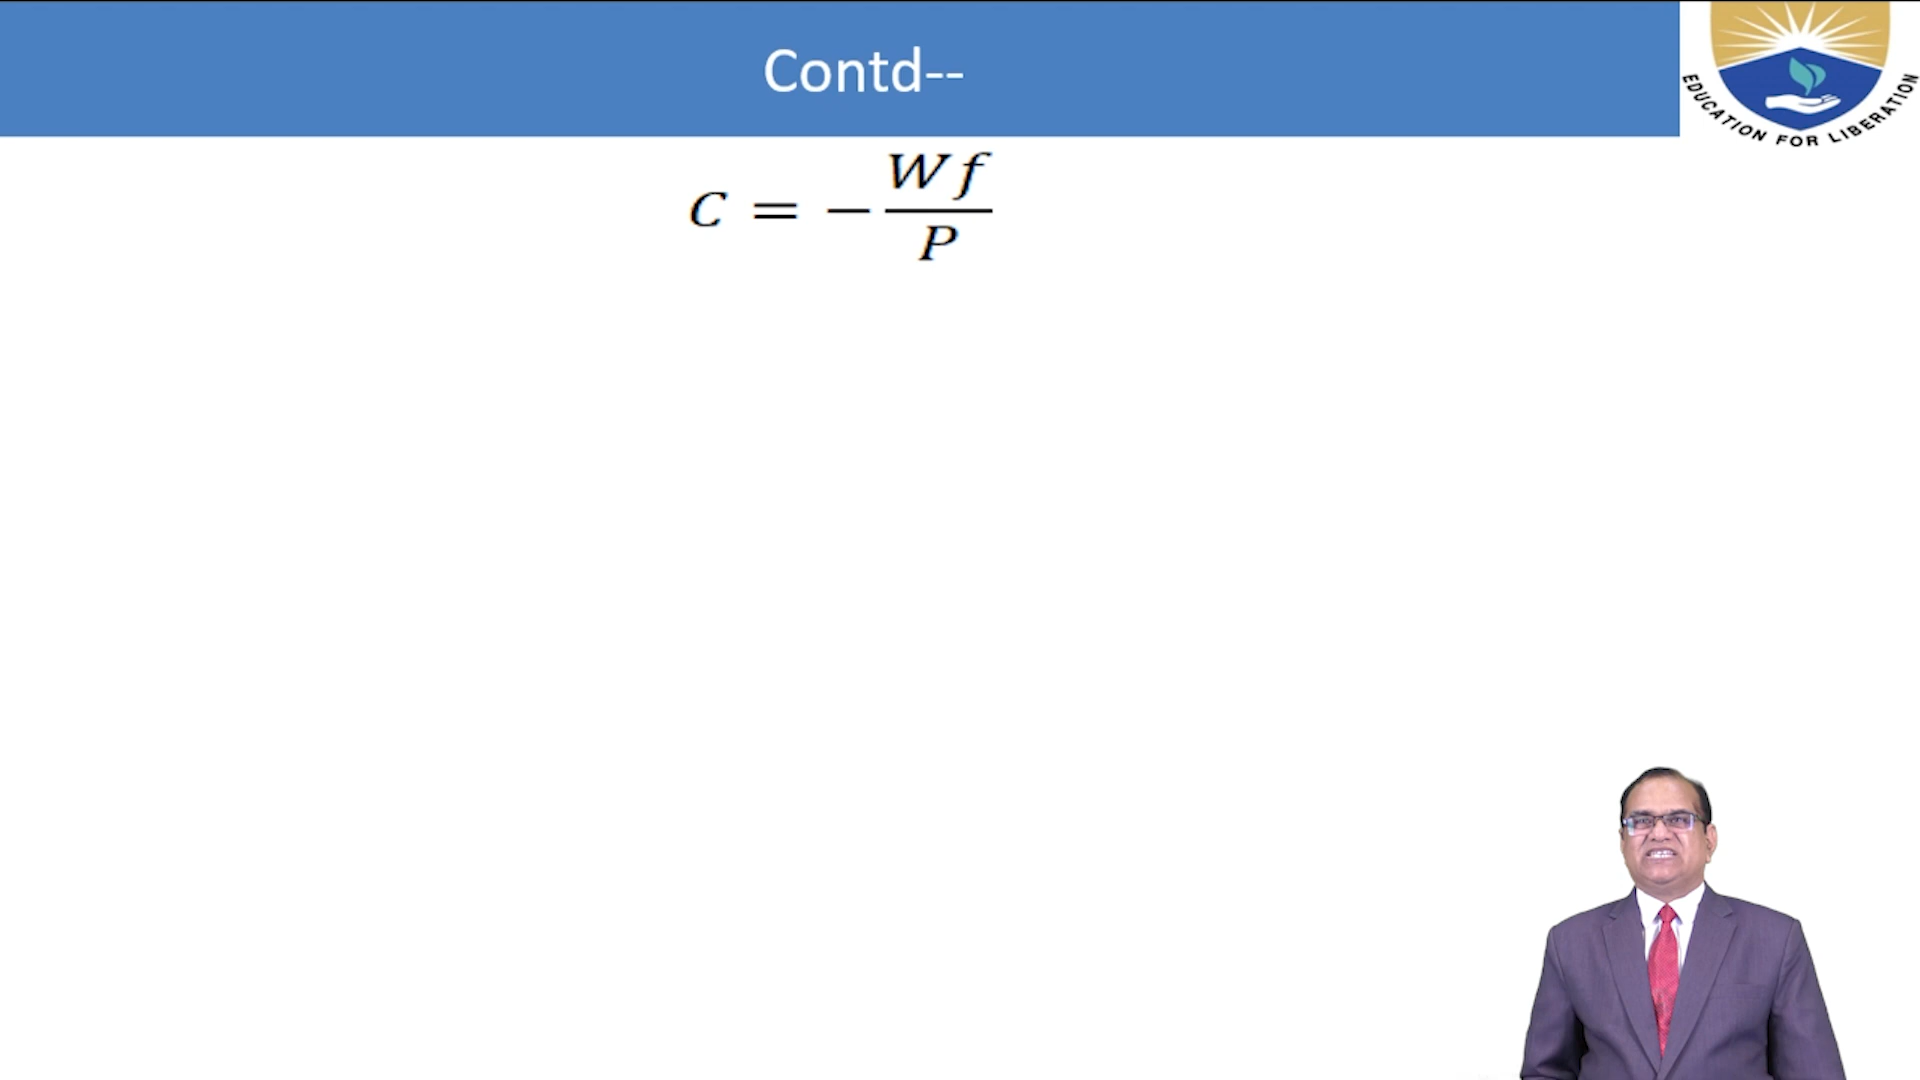 Contd--
EDUCATION FOR LIBERATION
C = -Wf/P